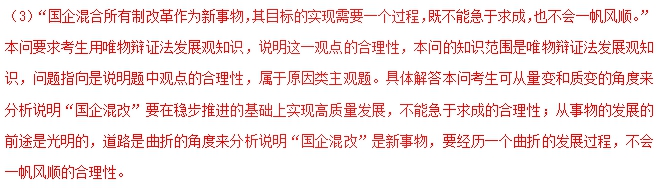 （3）“国企混合所有制改革作为新事物，其目标的实现需要一个过程，既不能急于求成，也不会一帆风顺。”
本问要求考生用唯物辩证法发展观知识，说明这一观点的合理性，本问的知识范围是唯物辩证法发展观知
识，问题指向是说明题中观点的合理性，属于原因类主观题。具体解答本问考生可从量变和质变的角度来
分析说明“国企混改”要在稳步推进的基础上实现高质量发展，不能急于求成的合理性；从事物的发展的
前途是光明的，道路是曲折的角度来分析说明“国企混改”是新事物，要经历一个曲折的发展过程，不会
一帆风顺的合理性。